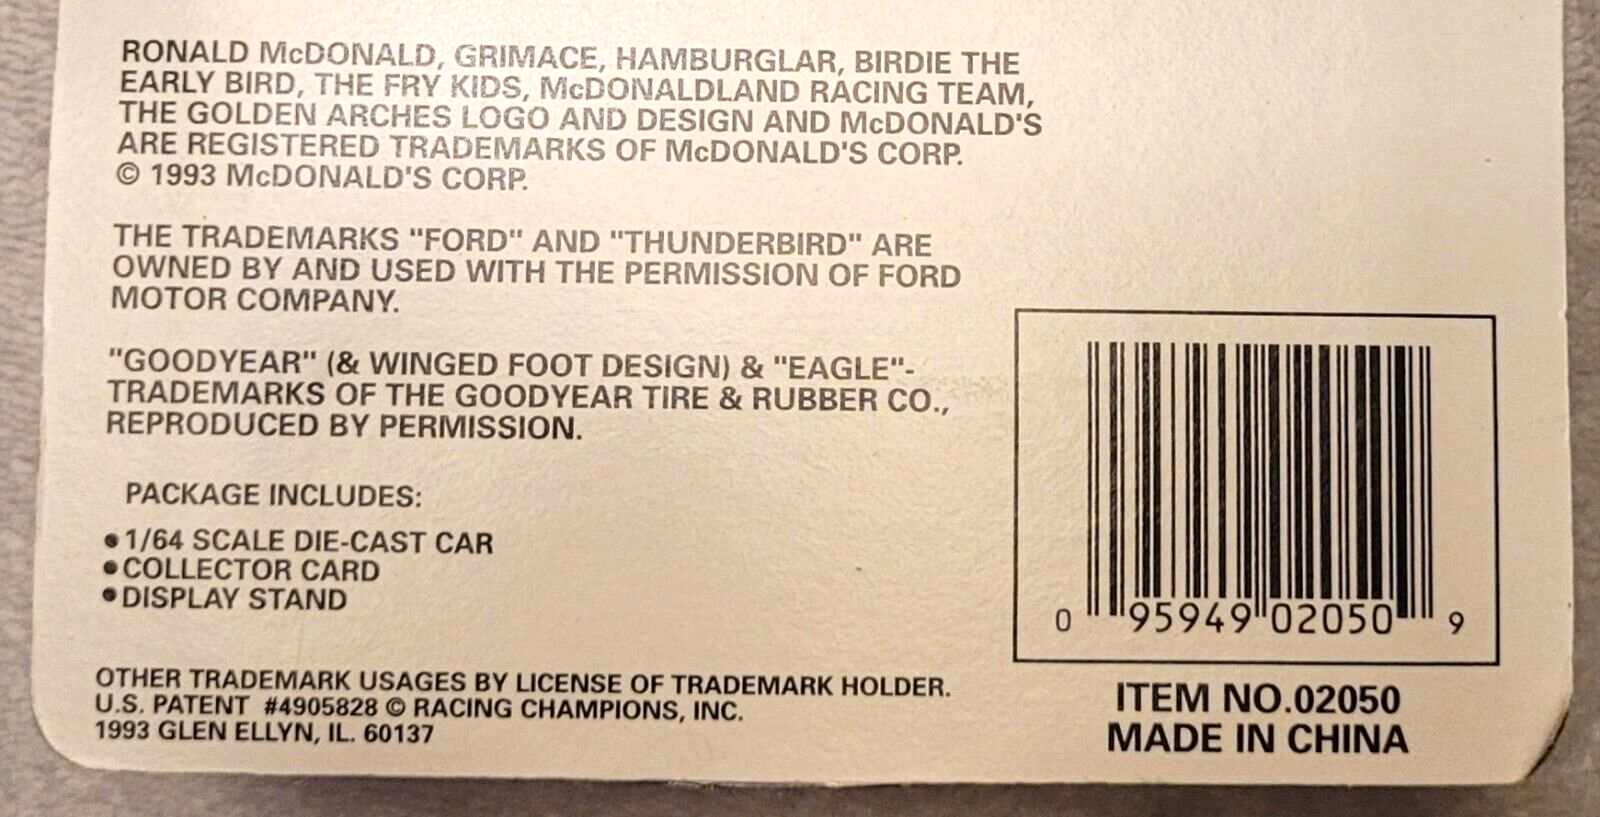 RONALD McDONALD, GRIMACE, HAMBURGLAR, BIRDIE THE
EARLY BIRD, THE FRY KIDS, McDONALDLAND RACING TEAM,
THE GOLDEN ARCHES LOGO AND DESIGN AND McDONALD'S
ARE REGISTERED TRADEMARKS OF McDONALD'S CORP.
© 1993 McDONALD'S CORP.
THE TRADEMARKS "FORD" AND "THUNDERBIRD" ARE
OWNED BY AND USED WITH THE PERMISSION OF FORD
MOTOR COMPANY.
"GOODYEAR" (& WINGED FOOT DESIGN) & "EAGLE"-
TRADEMARKS OF THE GOODYEAR TIRE & RUBBER CO.,
REPRODUCED BY PERMISSION.
PACKAGE INCLUDES:
•1/64 SCALE DIE-CAST CAR
•COLLECTOR CARD
•DISPLAY STAND
OTHER TRADEMARK USAGES BY LICENSE OF TRADEMARK HOLDER.
U.S. PATENT #4905828 © RACING CHAMPIONS, INC.
1993 GLEN ELLYN, IL. 60137
0 95949 02050 9
ITEM NO.02050
MADE IN CHINA